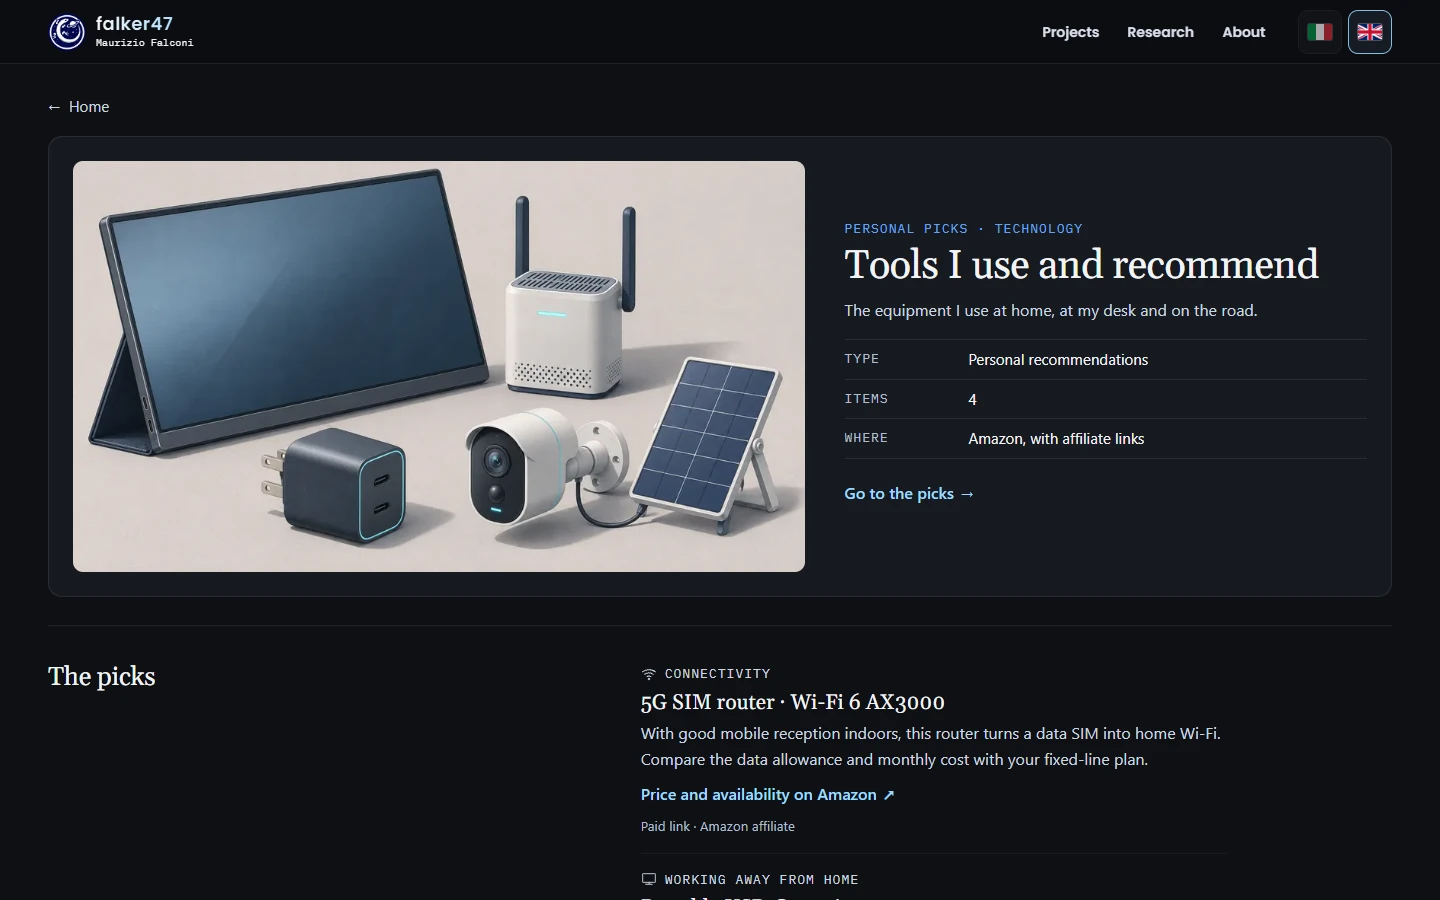 falker47
Maurizio Falconi
Projects
Research
About
← Home
PERSONAL PICKS · TECHNOLOGY
Tools I use and recommend
The equipment I use at home, at my desk and on the road.
TYPE Personal recommendations
ITEMS 4
WHERE Amazon, with affiliate links
Go to the picks →
The picks
CONNECTIVITY
5G SIM router · Wi-Fi 6 AX3000
With good mobile reception indoors, this router turns a data SIM into home Wi-Fi.
Compare the data allowance and monthly cost with your fixed-line plan.
Price and availability on Amazon ↗
Paid link · Amazon affiliate
WORKING AWAY FROM HOME